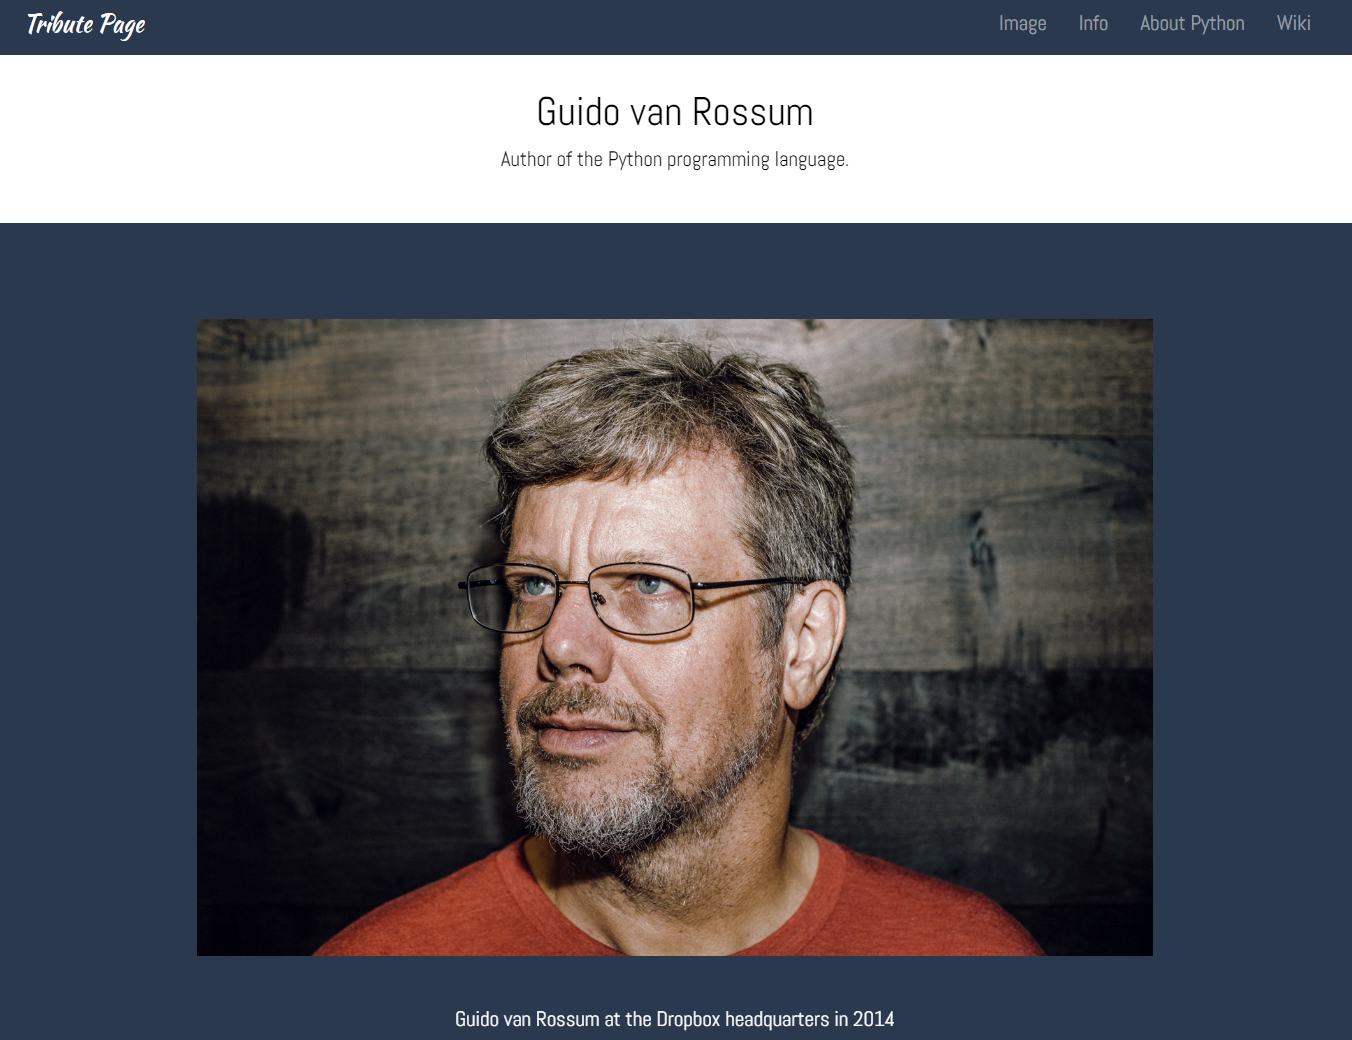 Tribute Page
Image Info About Python Wiki
Guido van Rossum
Author of the Python programming language.
Guido van Rossum at the Dropbox headquarters in 2014